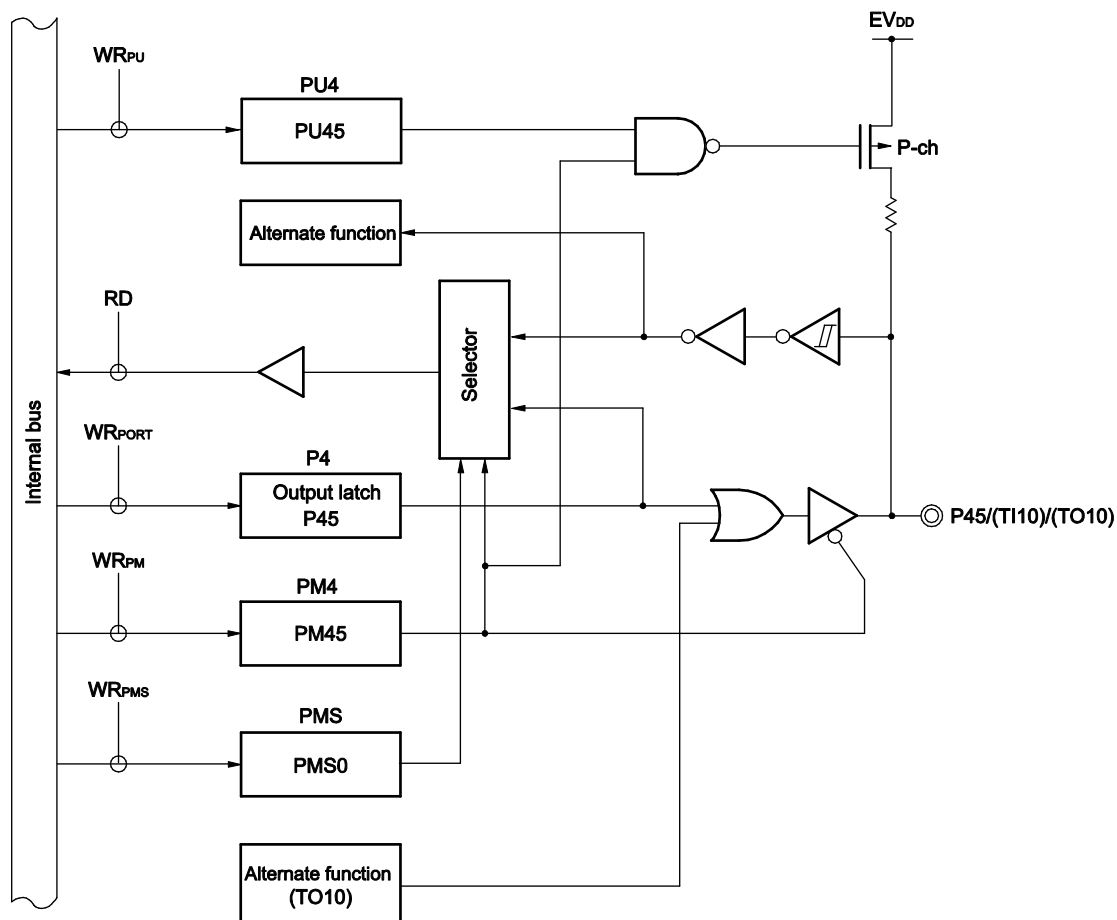 EVDD
WRPU
PU4
PU45
P-ch
Alternate function
RD
Selector
Internal bus
WRPORT
P4
Output latch
P45
P45/(TI10)/(TO10)
WRPM
PM4
PM45
WRPMS
PMS
PMS0
Alternate function
(TO10)